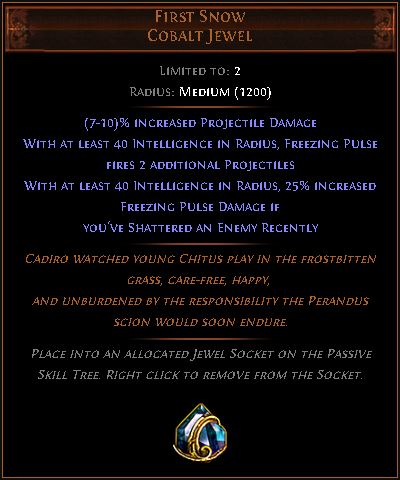 First Snow
Cobalt Jewel
Limited to: 2
Radius: Medium (1200)
(7-10)% increased Projectile Damage
With at least 40 Intelligence in Radius, Freezing Pulse
fires 2 additional Projectiles
With at least 40 Intelligence in Radius, 25% increased
Freezing Pulse Damage if
you've Shattered an Enemy Recently
Cadiro watched young Chitus play in the frostbitten
grass, care-free, happy,
and unburdened by the responsibility the Perandus
scion would soon endure.
Place into an allocated Jewel Socket on the Passive
Skill Tree. Right click to remove from the Socket.